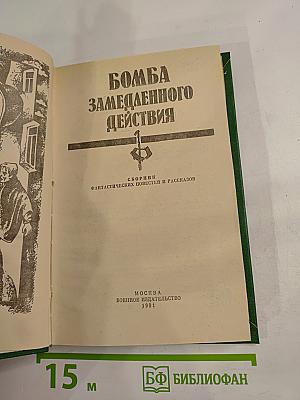 БОМБА
ЗАМЕДЛЕННОГО
ДЕЙСТВИЯ
СБОРНИК
ФАНТАСТИЧЕСКИХ ПОВЕСТЕЙ И РАССКАЗОВ
МОСКВА
ВОЕННОЕ ИЗДАТЕЛЬСТВО
1991
15 м
БФ БИБЛИОФАН